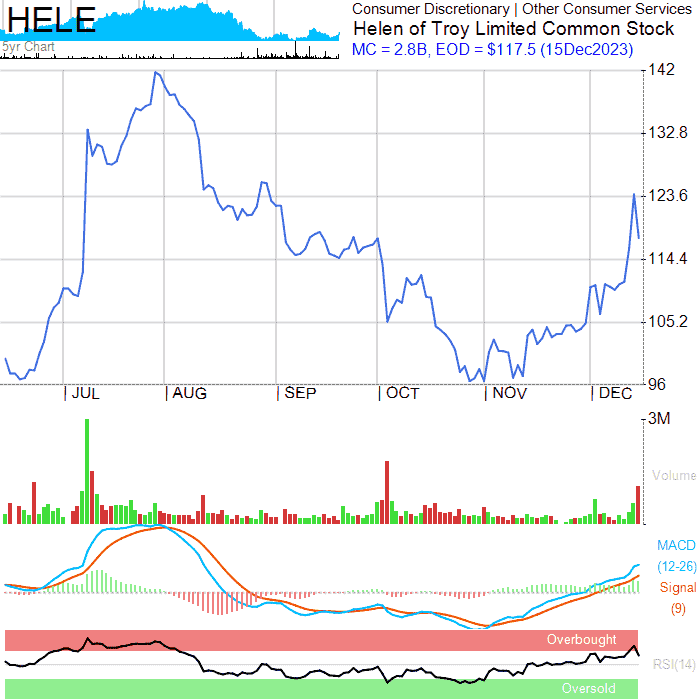 HELE
5yr Chart
Consumer Discretionary | Other Consumer Services
Helen of Troy Limited Common Stock
MC = 2.8B, EOD = $117.5 (15Dec2023)
142
132.8
123.6
114.4
105.2
96
| JUL | AUG | SEP | OCT | NOV | DEC
3M
Volume
MACD
(12-26)
Signal
(9)
Overbought
RSI(14)
Oversold